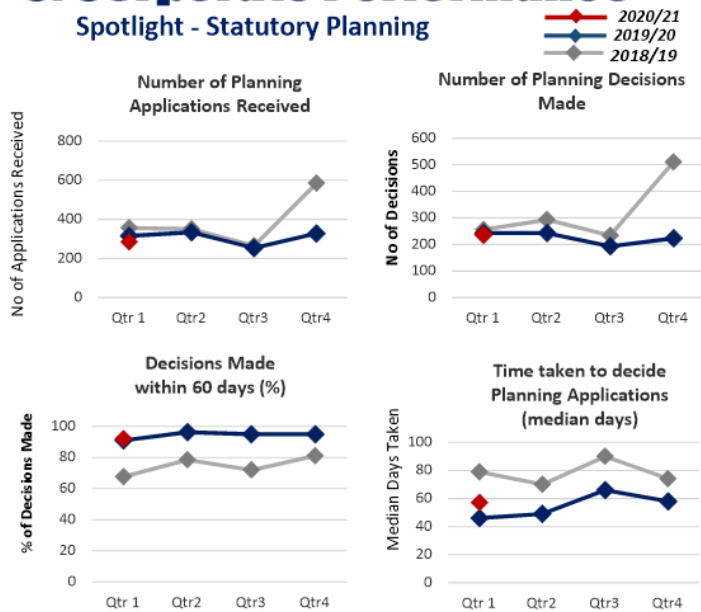 Spotlight - Statutory Planning
2020/21
2019/20
2018/19
Number of Planning
Applications Received
No of Applications Received
800
600
400
200
0
Qtr 1 Qtr2 Qtr3 Qtr4
Number of Planning Decisions
Made
No of Decisions
600
500
400
300
200
100
0
Qtr 1 Qtr2 Qtr3 Qtr4
Decisions Made
within 60 days (%)
% of Decisions Made
100
80
60
40
20
0
Qtr 1 Qtr2 Qtr3 Qtr4
Time taken to decide
Planning Applications
(median days)
Median Days Taken
100
80
60
40
20
0
Qtr 1 Qtr2 Qtr3 Qtr4